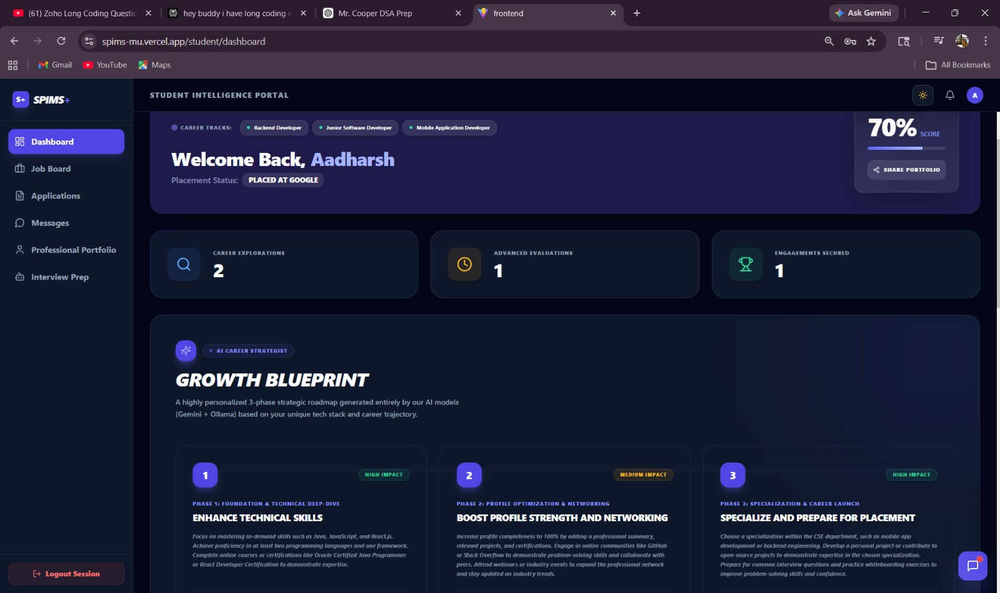 (61) Zoho Long Coding Questio
hey buddy i have long coding r
Mr. Cooper DSA Prep
frontend
Ask Gemini
spims-mu.vercel.app/student/dashboard
Gmail
YouTube
Maps
All Bookmarks
S+ SPIMS+
STUDENT INTELLIGENCE PORTAL
A
Dashboard
Job Board
Applications
Messages
Professional Portfolio
Interview Prep
Logout Session
CAREER TRACKS:
Backend Developer
Junior Software Developer
Mobile Application Developer
Welcome Back, Aadharsh
Placement Status: PLACED AT GOOGLE
70% SCORE
SHARE PORTFOLIO
CAREER EXPLORATIONS
2
ADVANCED EVALUATIONS
1
ENGAGEMENTS SECURED
1
AI CAREER STRATEGIST
GROWTH BLUEPRINT
A highly personalized 3-phase strategic roadmap generated entirely by our AI models
(Gemini + Ollama) based on your unique tech stack and career trajectory.
1
HIGH IMPACT
PHASE 1: FOUNDATION & TECHNICAL DEEP-DIVE
ENHANCE TECHNICAL SKILLS
Focus on mastering in-demand skills such as Java, JavaScript, and React.js.
Achieve proficiency in at least two programming languages and one framework.
Complete online courses or certifications like Oracle Certified Java Programmer
or React Developer Certification to demonstrate expertise.
2
MEDIUM IMPACT
PHASE 2: PROFILE OPTIMIZATION & NETWORKING
BOOST PROFILE STRENGTH AND NETWORKING
Increase profile completeness to 100% by adding a professional summary,
relevant projects, and certifications. Engage in online communities like GitHub
or Stack Overflow to demonstrate problem-solving skills and collaborate with
peers. Attend webinars or industry events to expand the professional network
and stay updated on industry trends.
3
HIGH IMPACT
PHASE 3: SPECIALIZATION & CAREER LAUNCH
SPECIALIZE AND PREPARE FOR PLACEMENT
Choose a specialization within the CSE department, such as mobile app
development or backend engineering. Develop a personal project or contribute to
open-source projects to demonstrate expertise in the chosen specialization.
Prepare for common interview questions and practice whiteboarding exercises to
improve problem-solving skills and confidence.